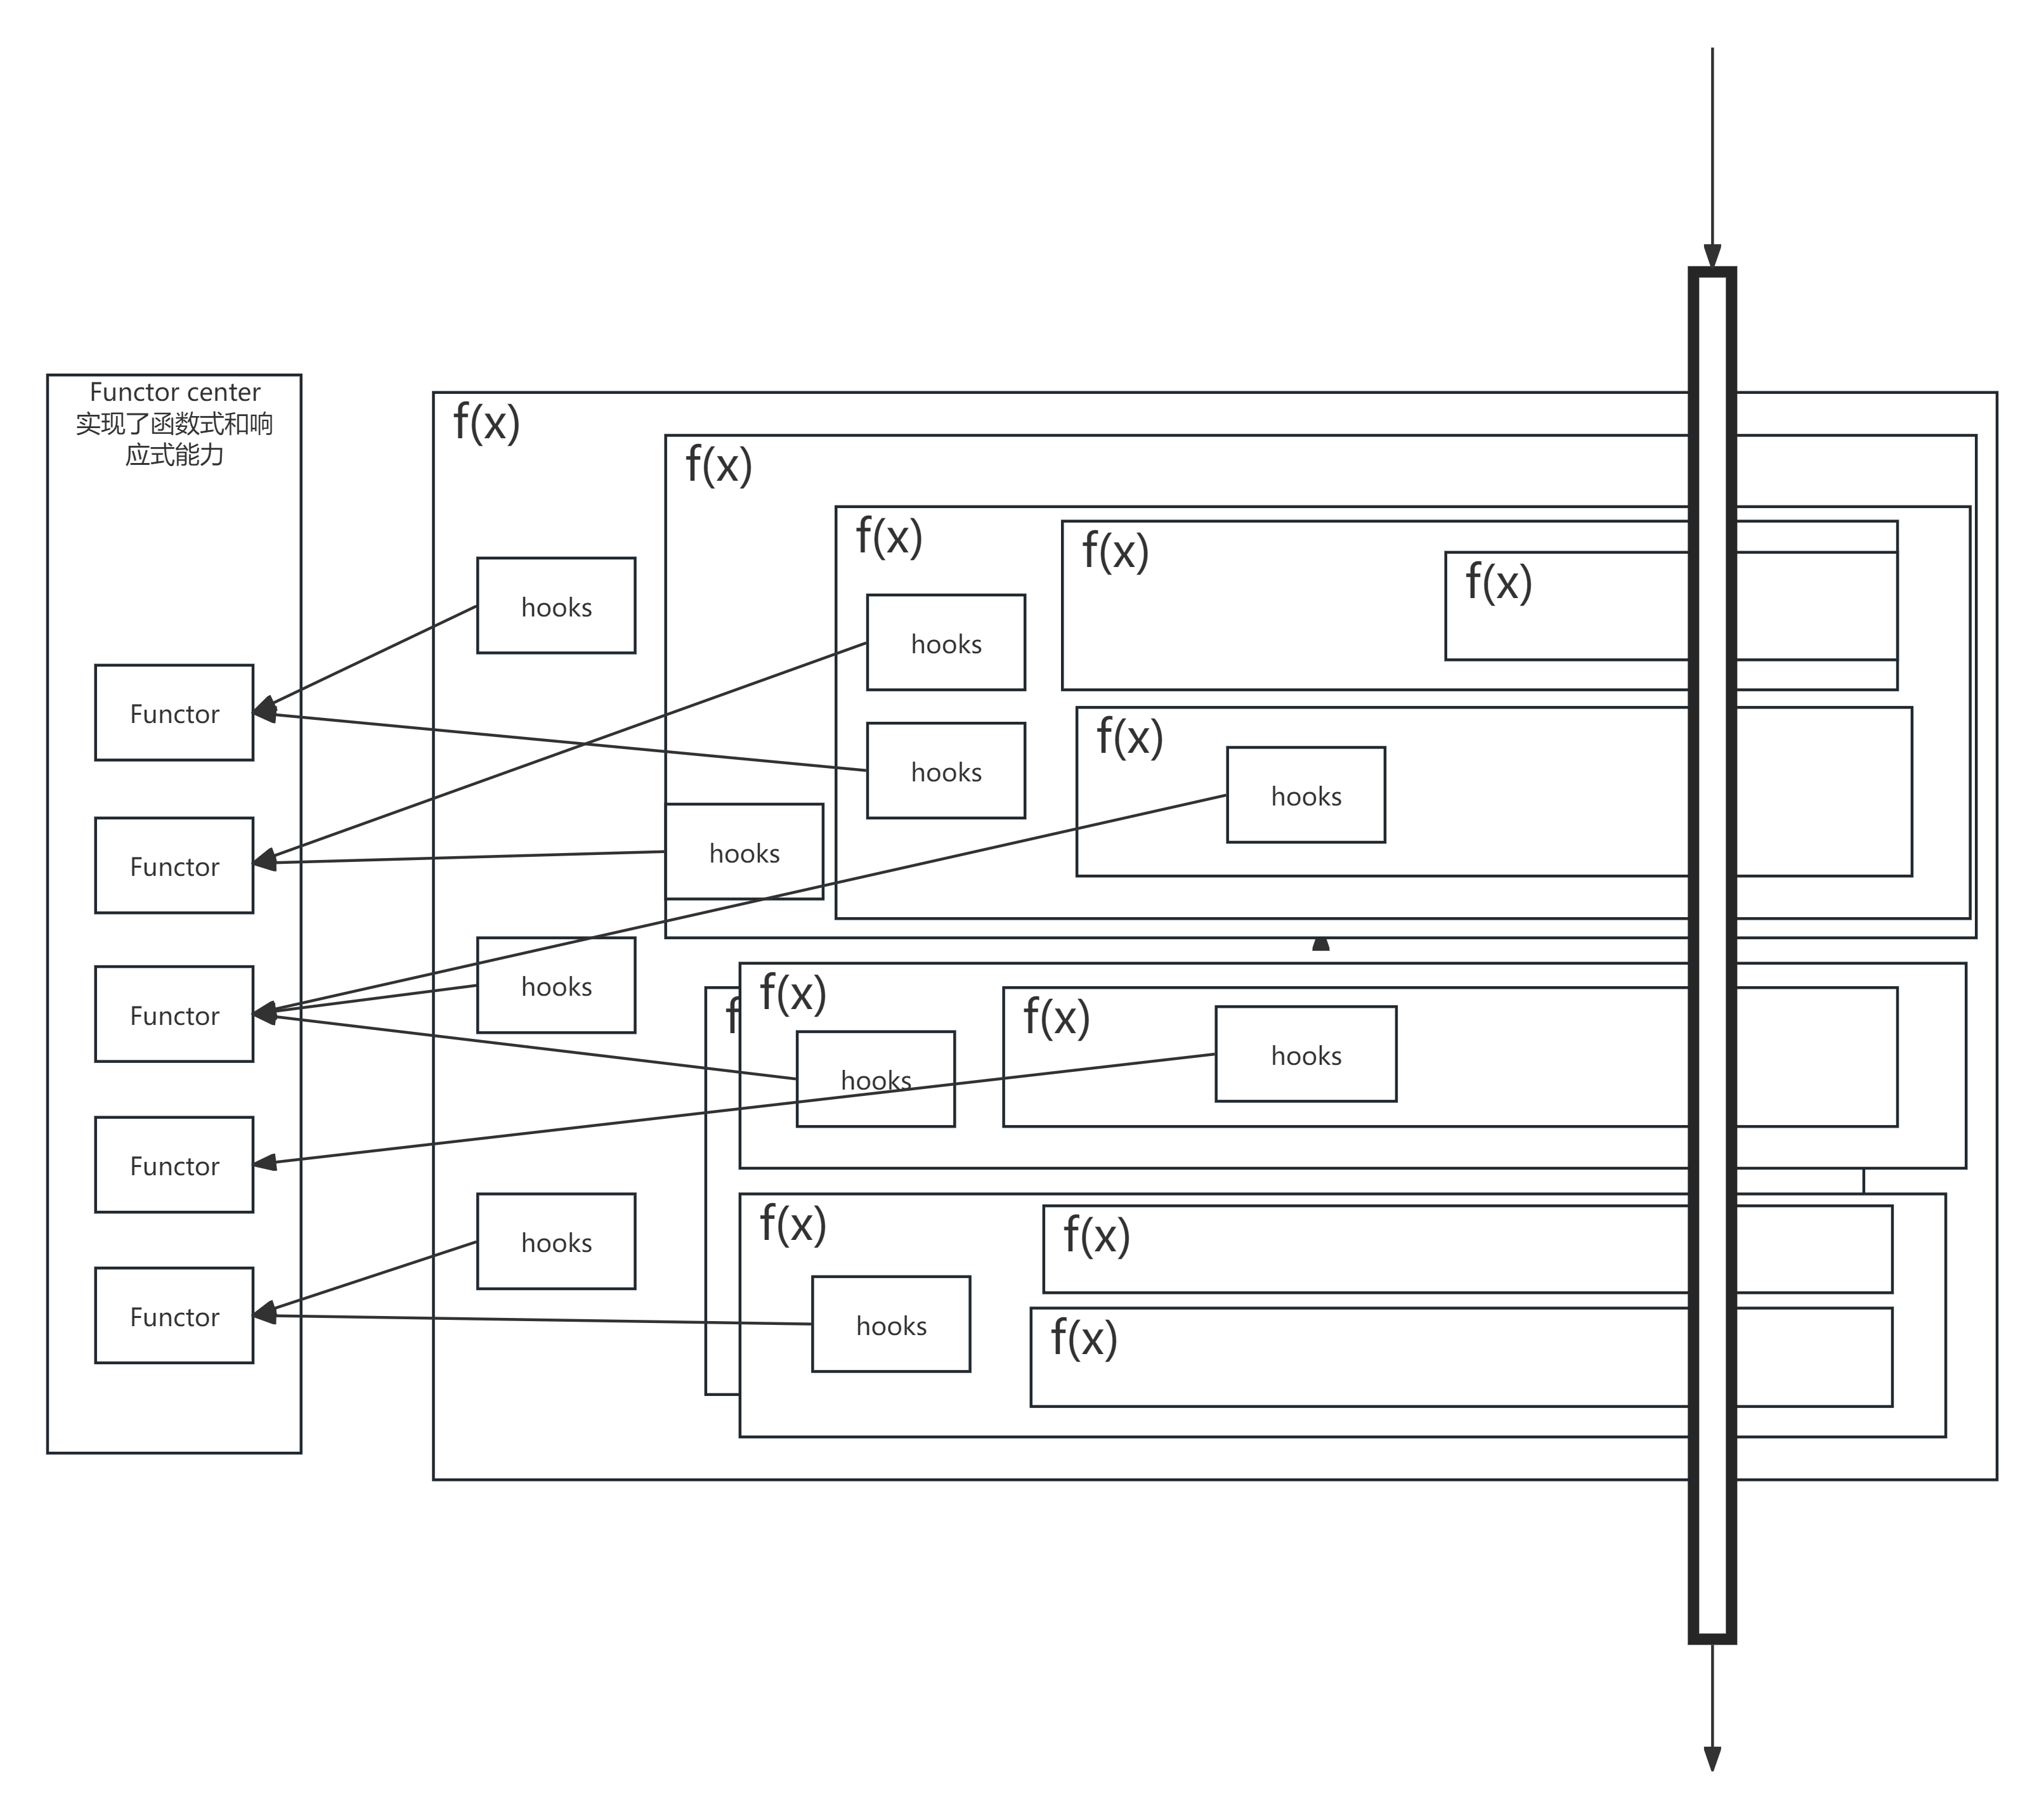 Functor center
实现了函数式和响
应式能力
Functor
Functor
Functor
Functor
Functor
f(x)
hooks
hooks
hooks
f(x)
hooks
f(x)
hooks
hooks
f(x)
f(x)
f(x)
hooks
f
f(x)
hooks
f(x)
hooks
f(x)
hooks
f(x)
f(x)